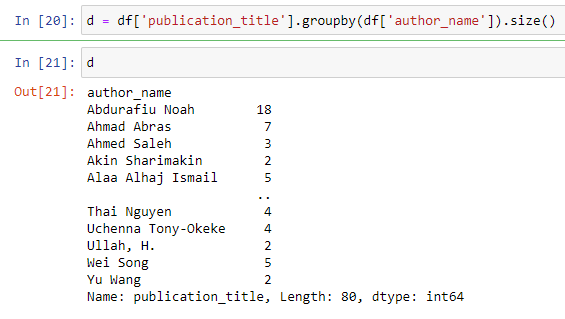 In [20]: d = df['publication_title'].groupby(df['author_name']).size()
In [21]: d
Out[21]: author_name
Abdurafiu Noah 18
Ahmad Abras 7
Ahmed Saleh 3
Akin Sharimakin 2
Alaa Alhaj Ismail 5
..
Thai Nguyen 4
Uchenna Tony-Okeke 4
Ullah, H. 2
Wei Song 5
Yu Wang 2
Name: publication_title, Length: 80, dtype: int64